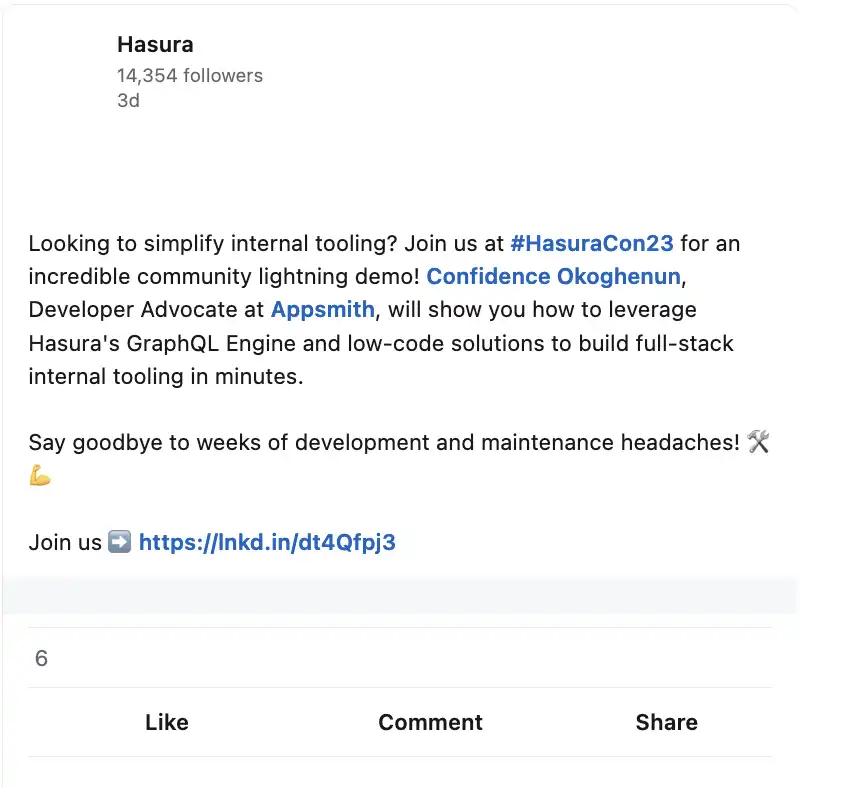 Hasura
14,354 followers
3d
Looking to simplify internal tooling? Join us at #HasuraCon23 for an
incredible community lightning demo! Confidence Okoghenun,
Developer Advocate at Appsmith, will show you how to leverage
Hasura's GraphQL Engine and low-code solutions to build full-stack
internal tooling in minutes.
Say goodbye to weeks of development and maintenance headaches! 🛠️
💪
Join us ➡️ https://lnkd.in/dt4Qfpj3
6
Like Comment Share